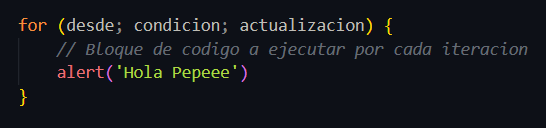 for (desde; condicion; actualizacion) {
    // Bloque de codigo a ejecutar por cada iteracion
    alert('Hola Pepeee')
}